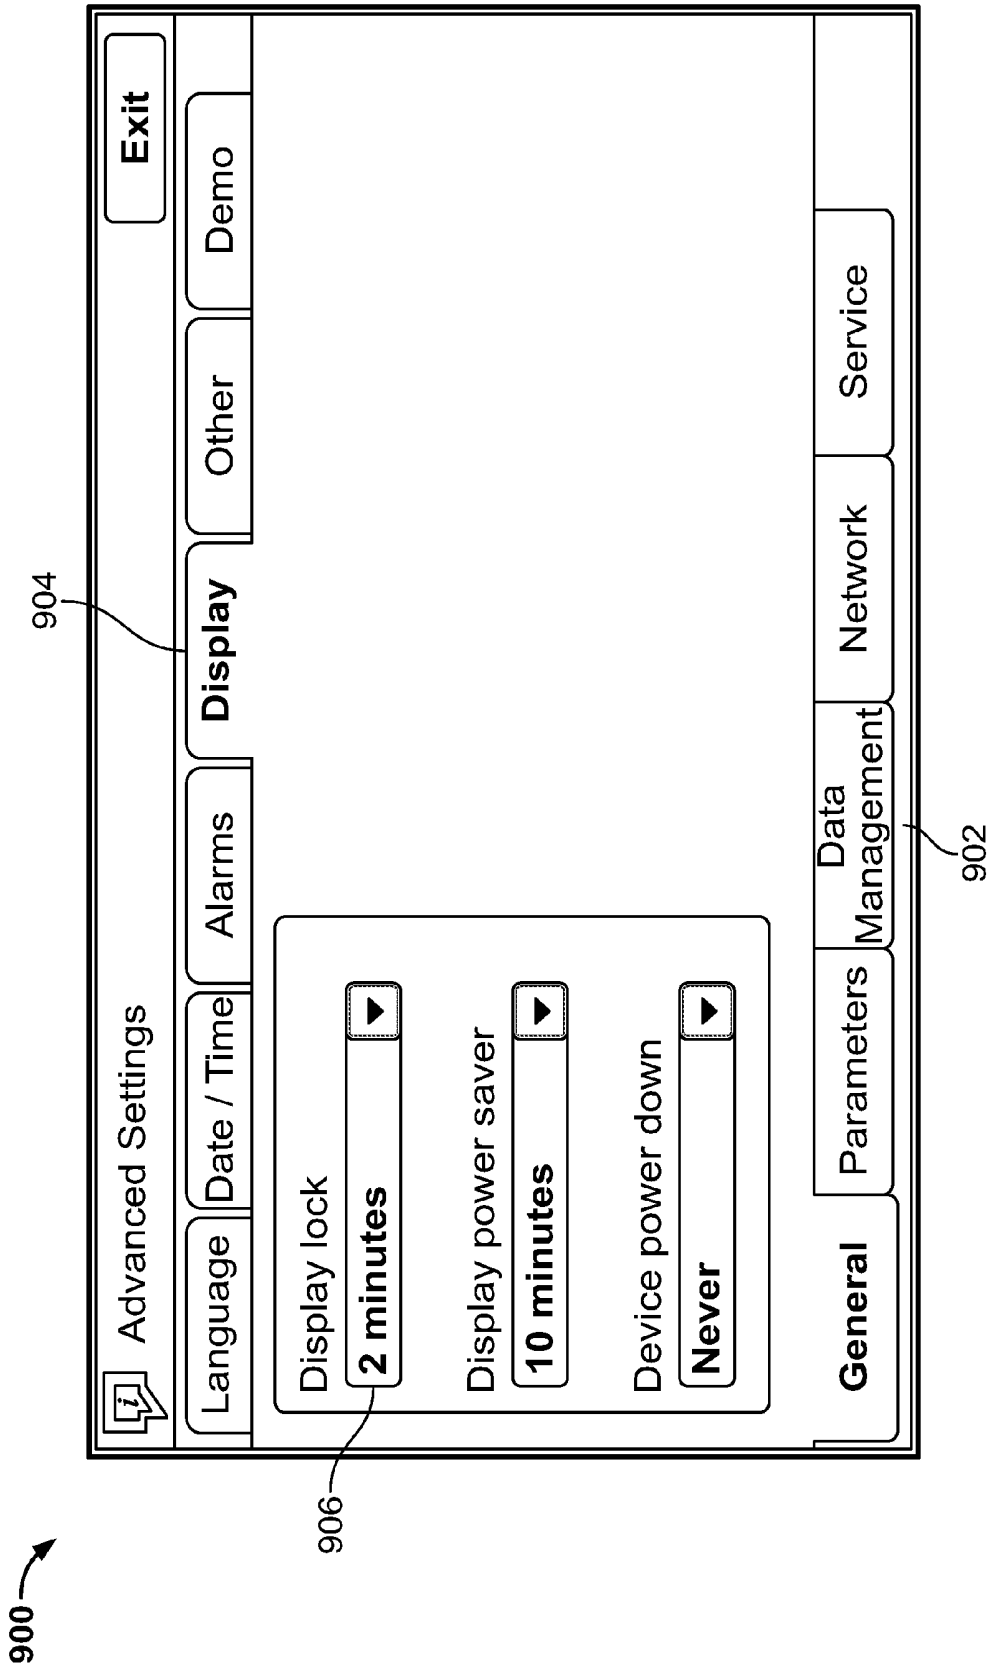 900
904
i
Advanced Settings
Exit
Language
Date / Time
Alarms
Display
Other
Demo
Display lock
2 minutes
906
Display power saver
10 minutes
Device power down
Never
General
Parameters
Data
Management
Network
Service
902